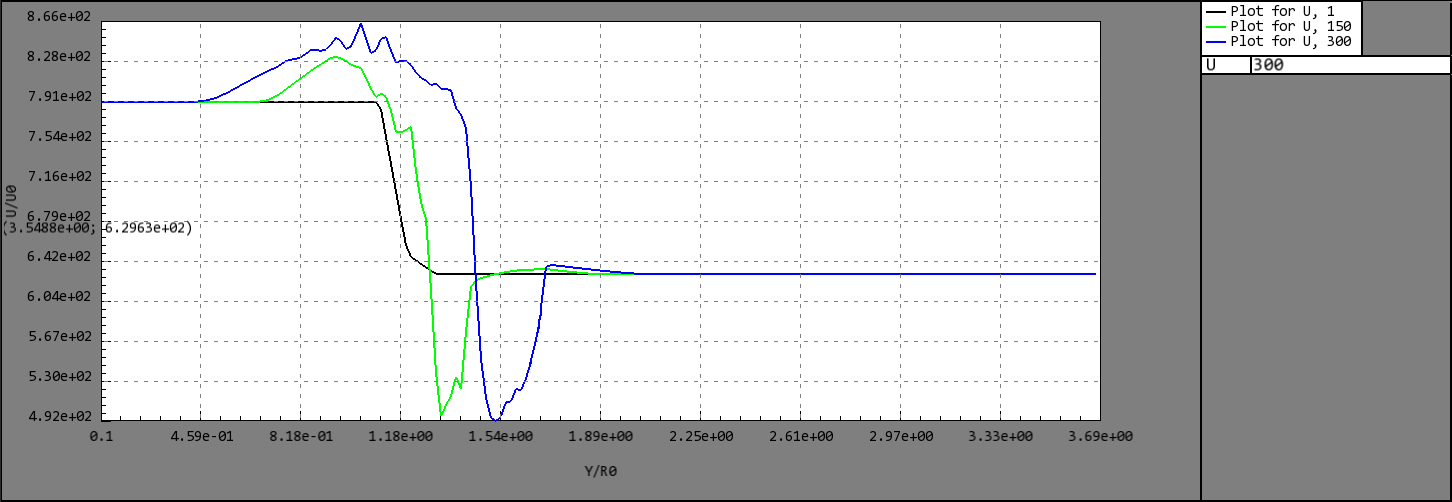 8.66e+02
8.28e+02
7.91e+02
7.54e+02
7.16e+02
6.79e+02
6.42e+02
6.04e+02
5.67e+02
5.30e+02
4.92e+02
U/U0
(3.5488e+00; 6.2963e+02)
0.1 4.59e-01 8.18e-01 1.18e+00 1.54e+00 1.89e+00 2.25e+00 2.61e+00 2.97e+00 3.33e+00 3.69e+00
Y/R0
Plot for U, 1
Plot for U, 150
Plot for U, 300
U 300